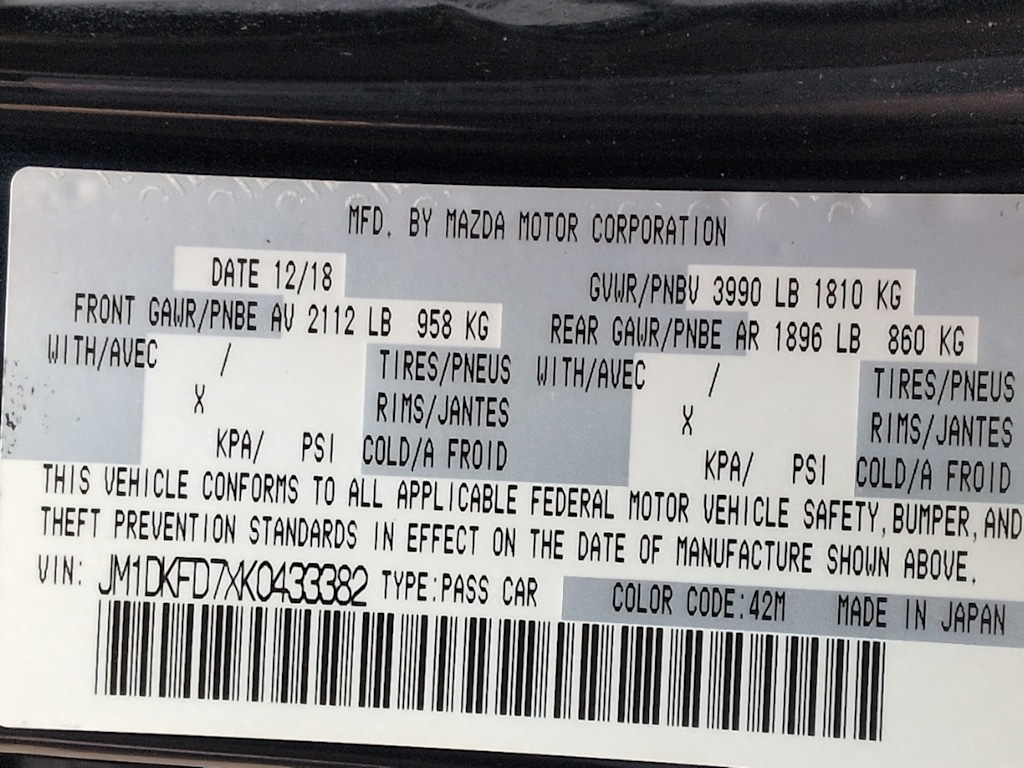 MFD. BY MAZDA MOTOR CORPORATION
DATE 12/18
GVWR/PNBV 3990 LB 1810 KG
FRONT GAWR/PNBE AV 2112 LB 958 KG
REAR GAWR/PNBE AR 1896 LB 860 KG
WITH/AVEC / TIRES/PNEUS WITH/AVEC / TIRES/PNEUS
X RIMS/JANTES X RIMS/JANTES
KPA/ PSI COLD/A FROID KPA/ PSI COLD/A FROID
THIS VEHICLE CONFORMS TO ALL APPLICABLE FEDERAL MOTOR VEHICLE SAFETY, BUMPER, AND
THEFT PREVENTION STANDARDS IN EFFECT ON THE DATE OF MANUFACTURE SHOWN ABOVE.
VIN: JM1DKFD7XK0433382 TYPE:PASS CAR COLOR CODE:42M MADE IN JAPAN